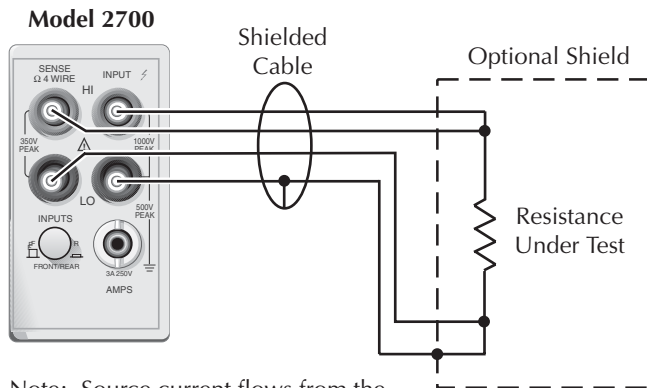 Model 2700
Shielded
Cable
Optional Shield
SENSE
Ω 4 WIRE
INPUT
HI
350V
PEAK
1000V
PEAK
LO
500V
PEAK
INPUTS
F
R
FRONT/REAR
3A 250V
AMPS
Resistance
Under Test
Note: Source current flows from the